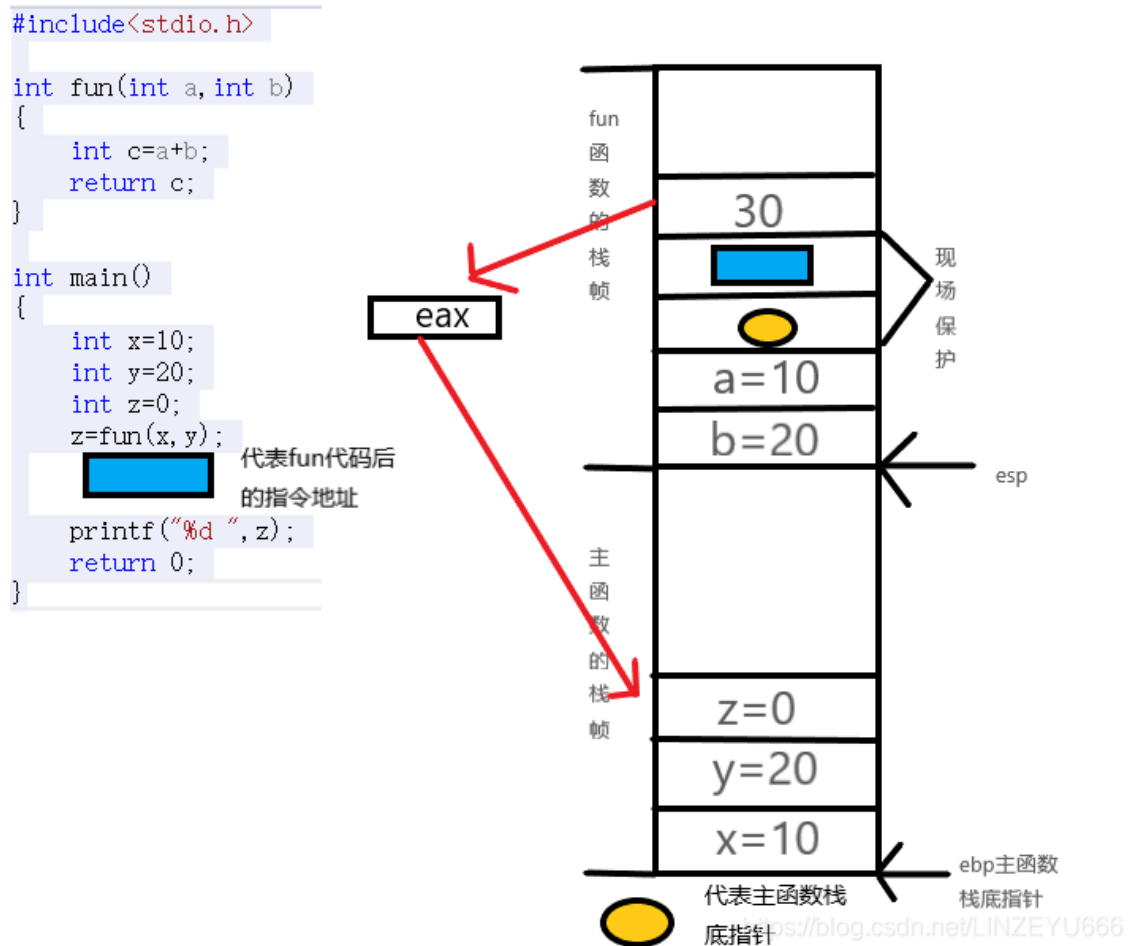 #include<stdio.h>
int fun(int a,int b)
{
int c=a+b;
return c;
}
int main()
{
int x=10;
int y=20;
int z=0;
z=fun(x,y);
代表fun代码后
的指令地址
printf("%d ",z);
return 0;
}
eax
fun
函
数
的
栈
帧
30
现
场
保
护
a=10
b=20
esp
主
函
数
的
栈
帧
z=0
y=20
x=10
ebp主函数
栈底指针
代表主函数栈
底指针
https://blog.csdn.net/LINZEYU666